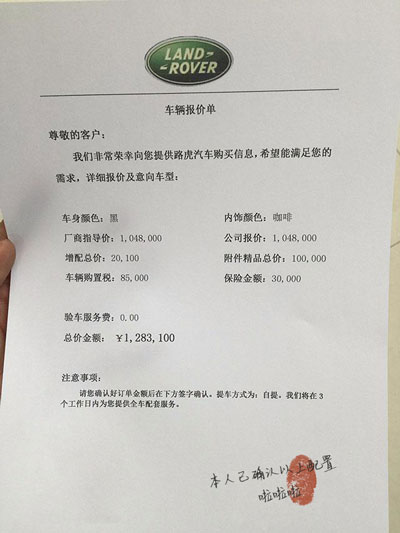 LAND-
-ROVER
车辆报价单
尊敬的客户：
我们非常荣幸向您提供路虎汽车购买信息,希望能满足您的
需求，详细报价及意向车型：
车身颜色：黑 内饰颜色：咖啡
厂商指导价：1,048,000 公司报价：1,048,000
增配总价：20,100 附件精品总价：100,000
车辆购置税：85,000 保险金额：30,000
验车服务费：0.00
总价金额：￥1,283,100
注意事项：
请您确认好订单金额后在下方签字确认。提车方式为：自提。我们将在 3
个工作日内为您提供全车配套服务。
本人已确认以上配置
啦啦啦